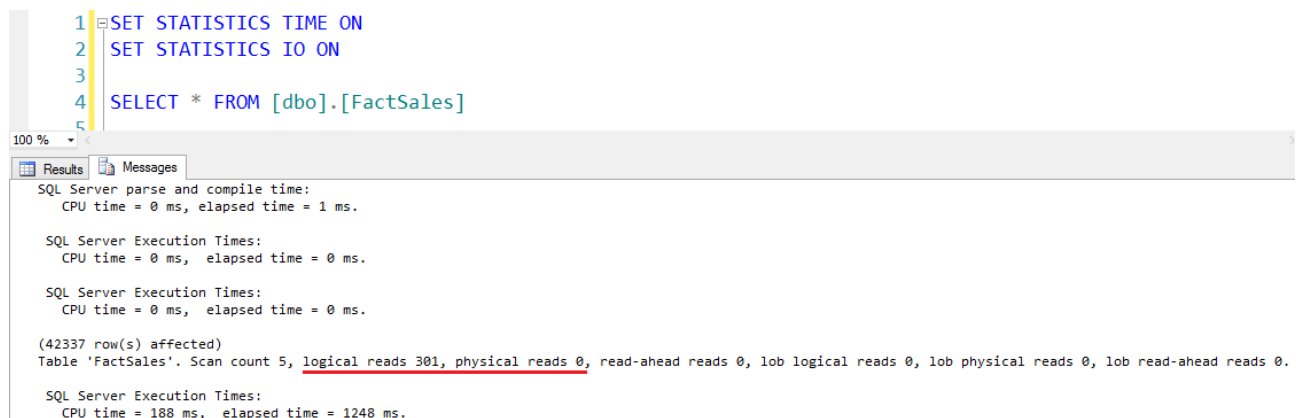 1 SET STATISTICS TIME ON
2 SET STATISTICS IO ON
3
4 SELECT * FROM [dbo].[FactSales]
5
100 %
Results Messages
SQL Server parse and compile time:
CPU time = 0 ms, elapsed time = 1 ms.
SQL Server Execution Times:
CPU time = 0 ms, elapsed time = 0 ms.
SQL Server Execution Times:
CPU time = 0 ms, elapsed time = 0 ms.
(42337 row(s) affected)
Table 'FactSales'. Scan count 5, logical reads 301, physical reads 0, read-ahead reads 0, lob logical reads 0, lob physical reads 0, lob read-ahead reads 0.
SQL Server Execution Times:
CPU time = 188 ms, elapsed time = 1248 ms.